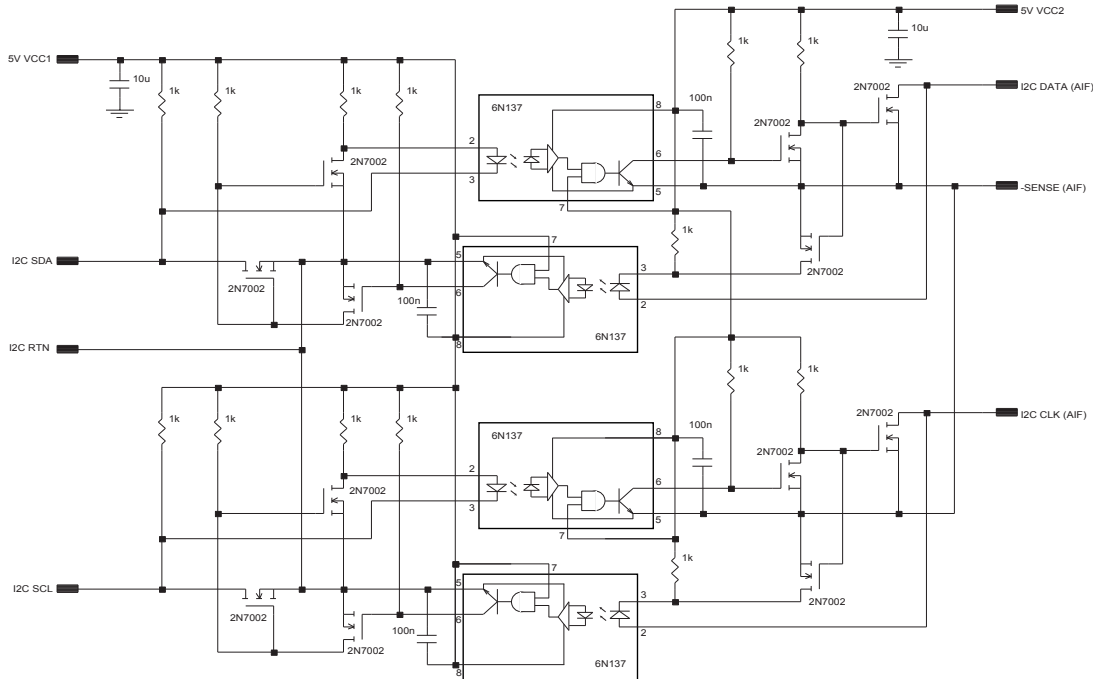 5V VCC2
10u
1k
1k
5V VCC1
10u
1k
1k
1k
1k
6N137
8
100n
2N7002
I2C DATA (AIF)
2N7002
2
2N7002
6
3
5
-SENSE (AIF)
7
1k
7
I2C SDA
5
3
2N7002
2N7002
6
100n
2
2N7002
6N137
8
I2C RTN
1k
1k
1k
1k
1k
1k
2N7002
I2C CLK (AIF)
6N137
8
100n
2N7002
2
2N7002
6
3
5
7
1k
7
I2C SCL
5
3
2N7002
2N7002
6
100n
2
2N7002
6N137
8